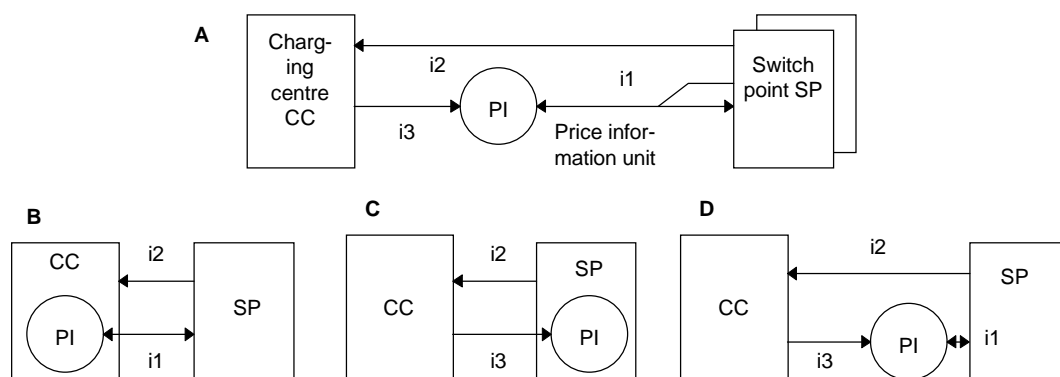 A
Charg-
ing
centre
CC
i2
i1
Switch
point SP
PI
i3
Price infor-
mation unit
B
CC
i2
PI
SP
i1
C
i2
SP
CC
PI
i3
D
i2
SP
CC
PI
i1
i3